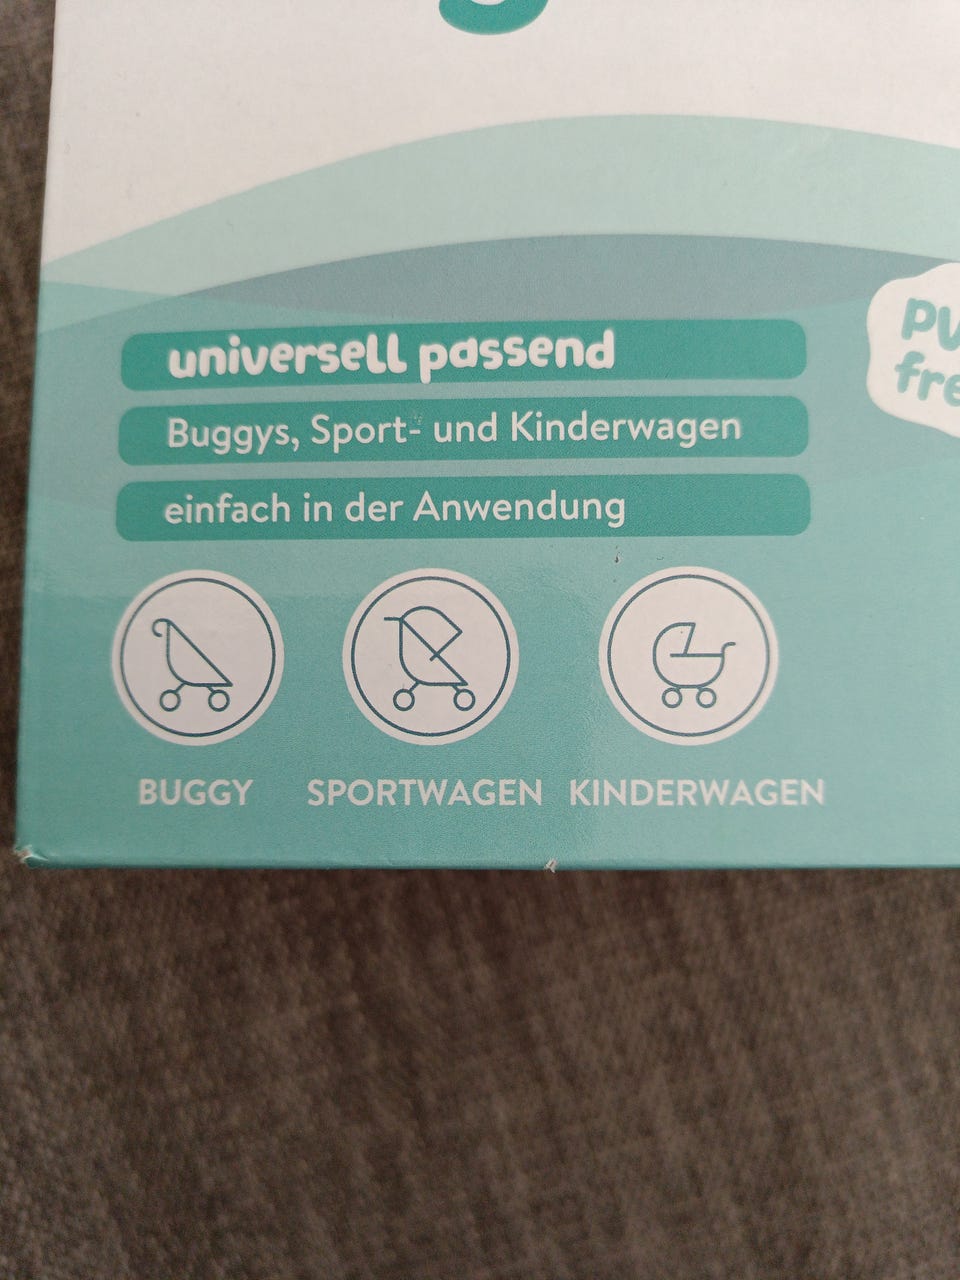 universell passend
Buggys, Sport- und Kinderwagen
einfach in der Anwendung
BUGGY SPORTWAGEN KINDERWAGEN